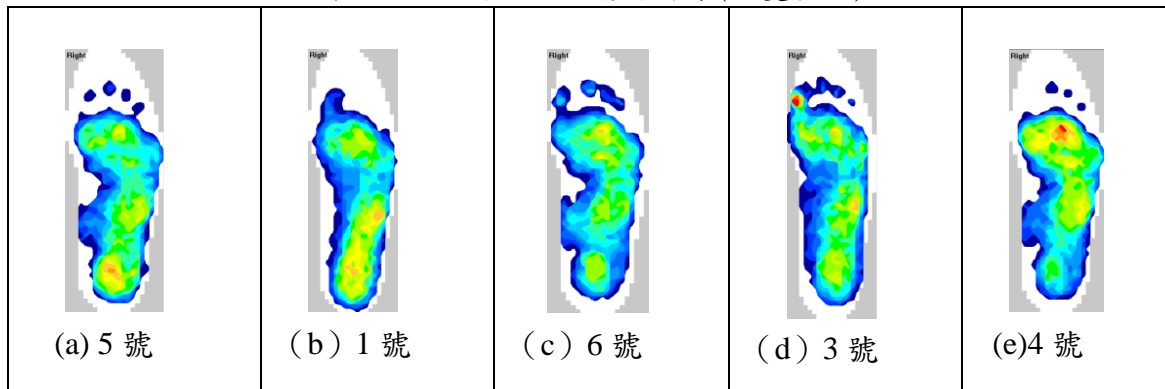 Right
Right
Right
Right
Right
(a) 5 號
（b）1 號
（c）6 號
（d）3 號
(e)4 號